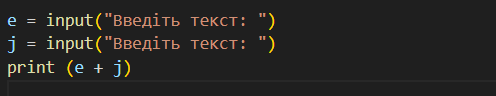 e = input("Введіть текст: ")
j = input("Введіть текст: ")
print (e + j)